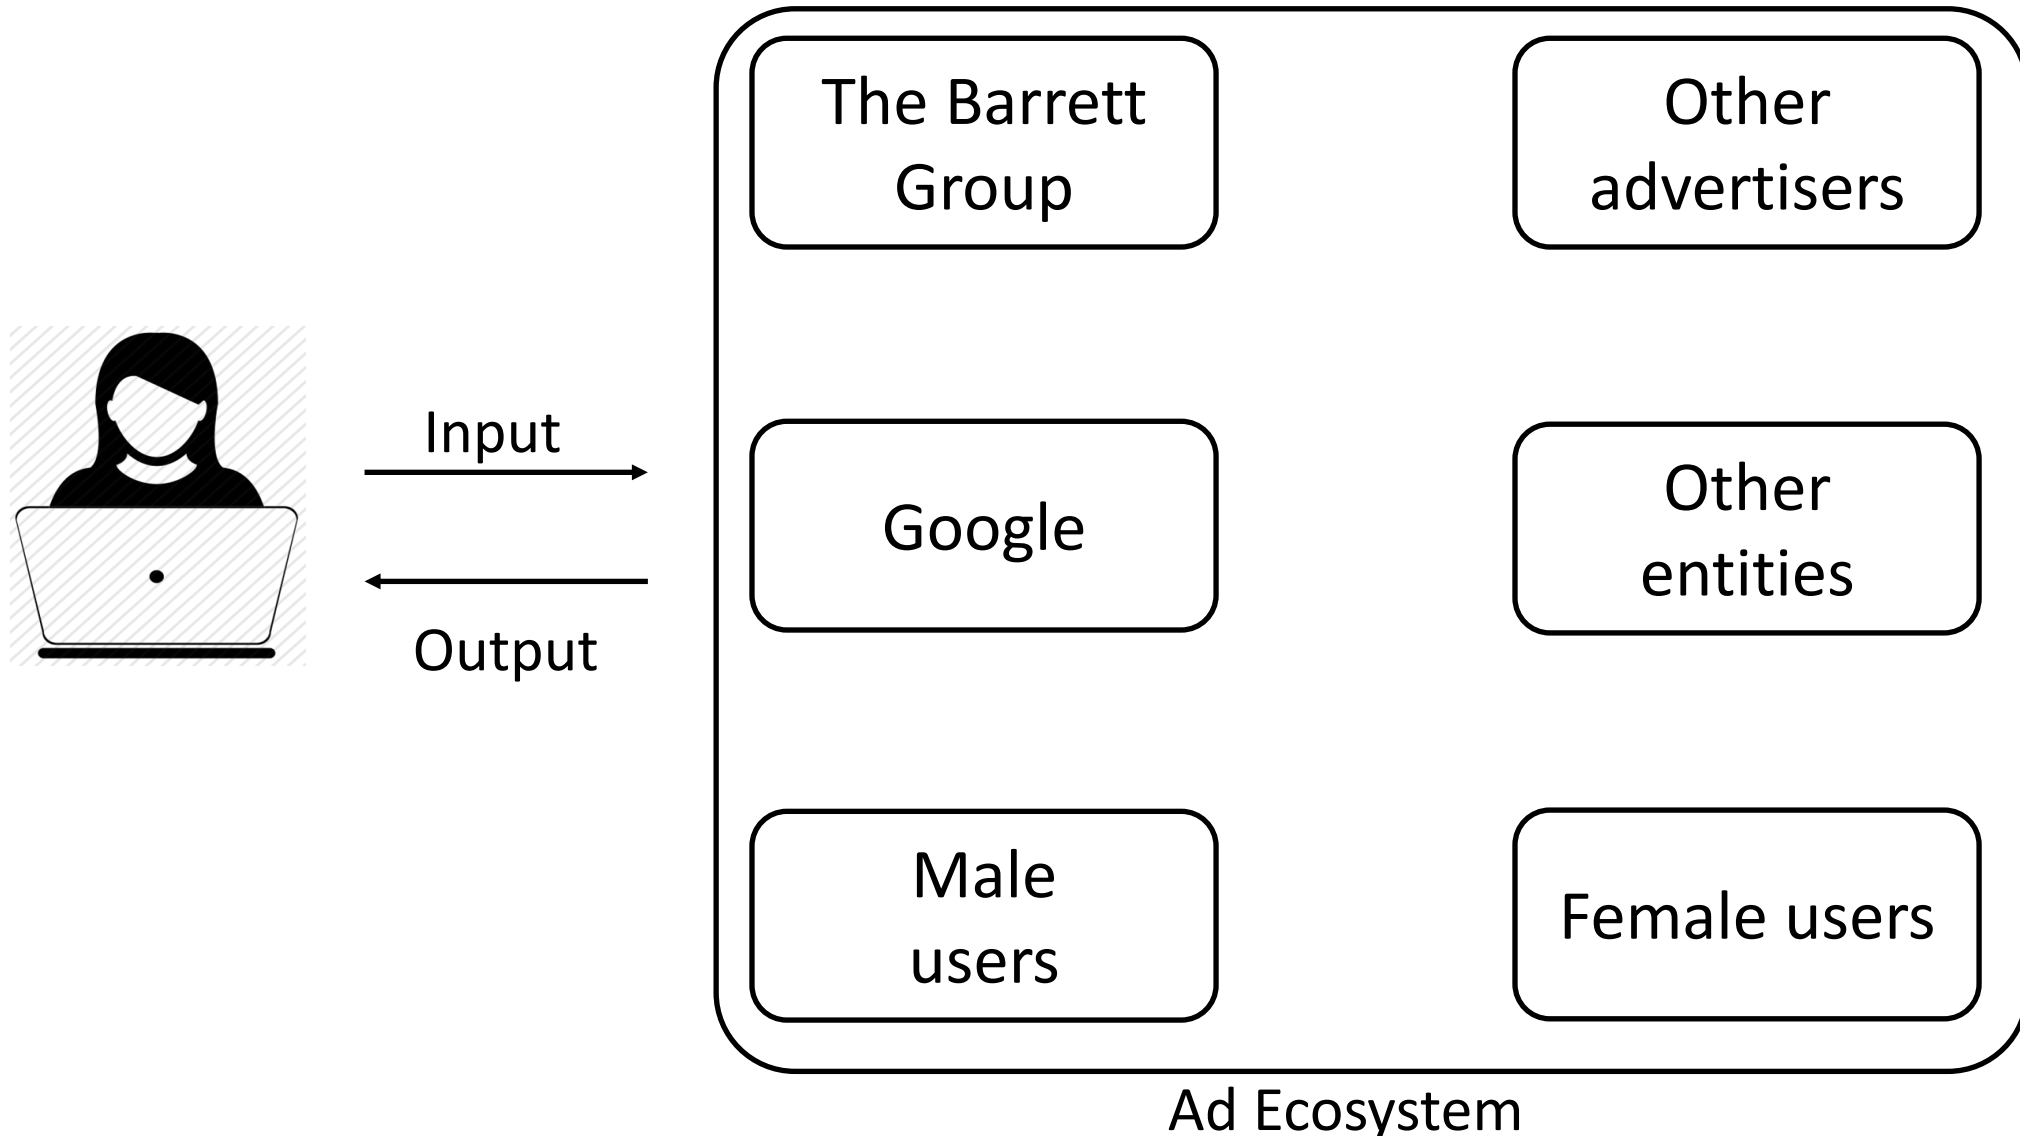 The Barrett
Group
Other
advertisers
Input
Output
Google
Other
entities
Male
users
Female users
Ad Ecosystem